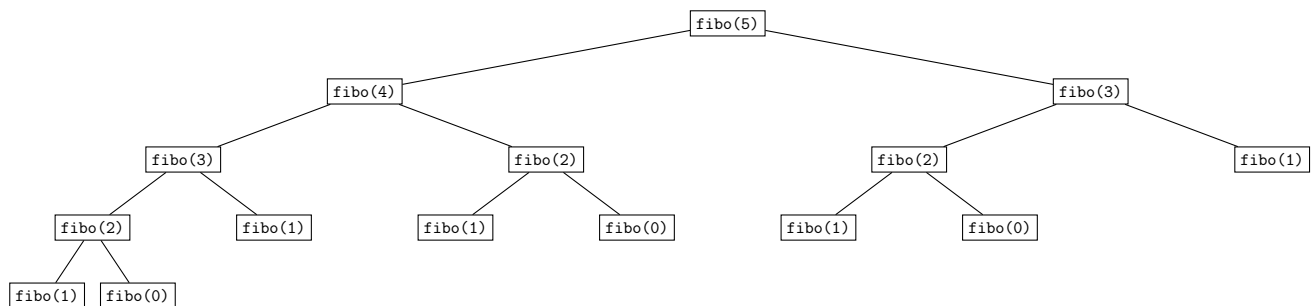 fibo(5)
fibo(4) fibo(3)
fibo(3) fibo(2) fibo(2) fibo(1)
fibo(2) fibo(1) fibo(1) fibo(0) fibo(1) fibo(0)
fibo(1) fibo(0)